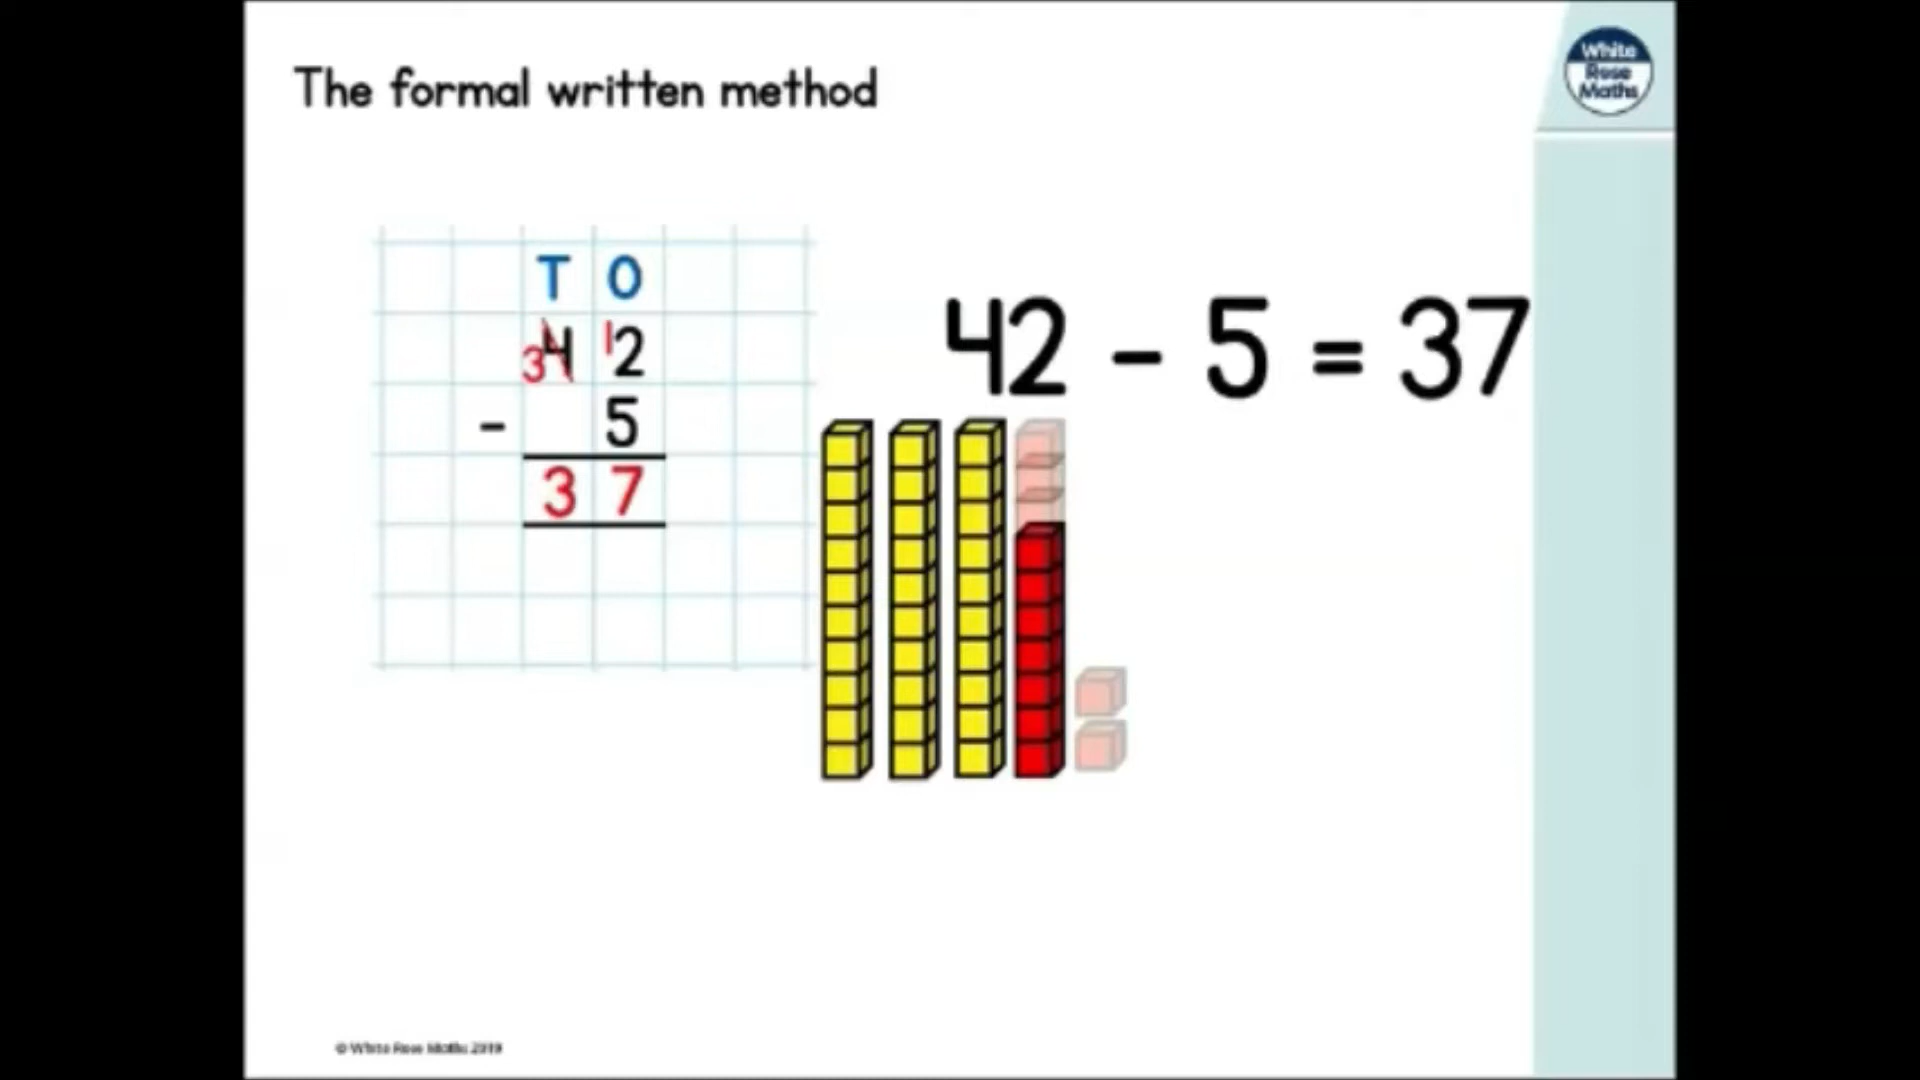 The formal written method
White
Rose
Maths
T O
3 4 1 2
- 5
3 7
42 - 5 = 37
© White Rose Maths 2019